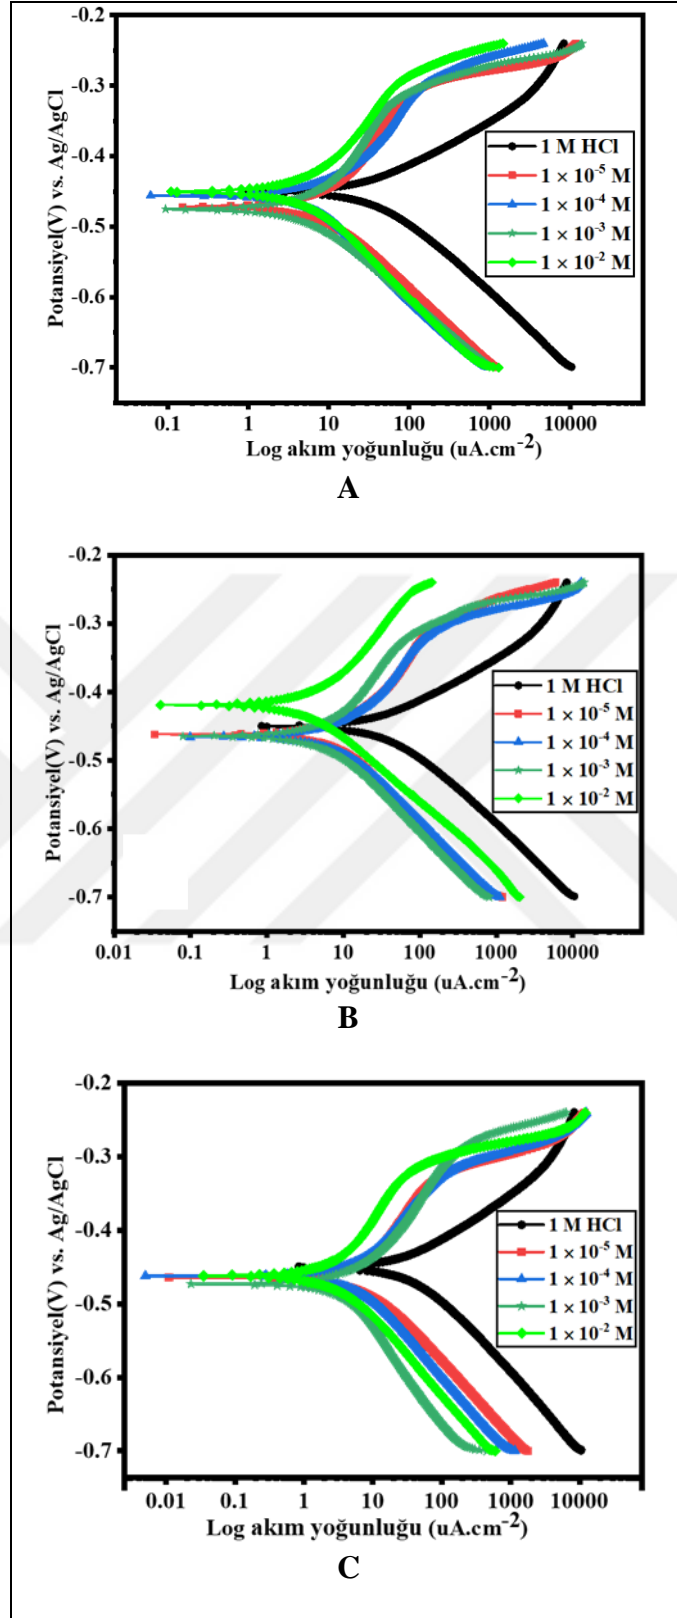 -0.2
-0.3
-0.4
-0.5
-0.6
-0.7
Potansiyel(V) vs. Ag/AgCl
1 M HCl
1 × 10⁻⁵ M
1 × 10⁻⁴ M
1 × 10⁻³ M
1 × 10⁻² M
0.1 1 10 100 1000 10000
Log akım yoğunluğu (uA.cm⁻²)
A
-0.2
-0.3
-0.4
-0.5
-0.6
-0.7
Potansiyel(V) vs. Ag/AgCl
1 M HCl
1 × 10⁻⁵ M
1 × 10⁻⁴ M
1 × 10⁻³ M
1 × 10⁻² M
0.01 0.1 1 10 100 1000 10000
Log akım yoğunluğu (uA.cm⁻²)
B
-0.2
-0.3
-0.4
-0.5
-0.6
-0.7
Potansiyel(V) vs. Ag/AgCl
1 M HCl
1 × 10⁻⁵ M
1 × 10⁻⁴ M
1 × 10⁻³ M
1 × 10⁻² M
0.01 0.1 1 10 100 1000 10000
Log akım yoğunluğu (uA.cm⁻²)
C